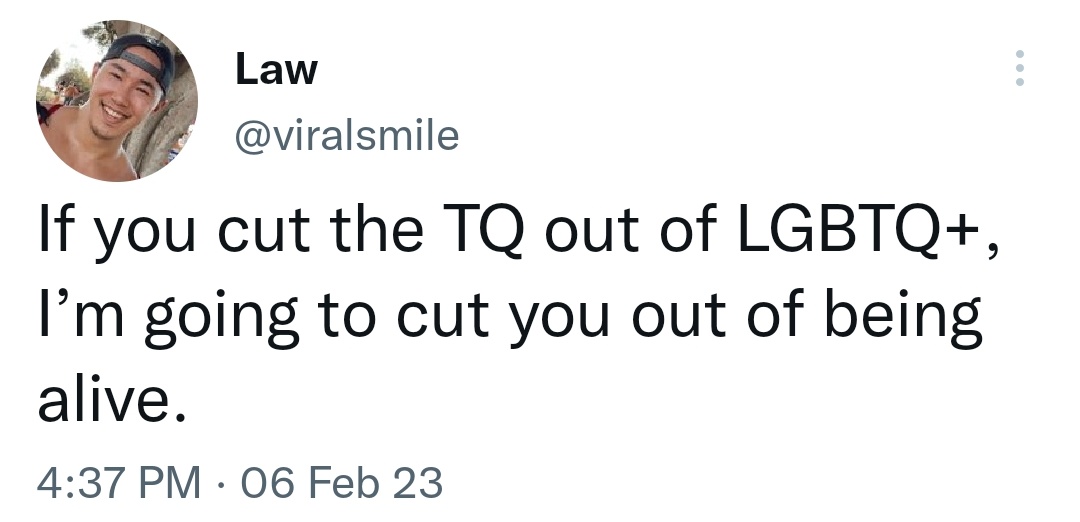 Law
@viralsmile
If you cut the TQ out of LGBTQ+,
I’m going to cut you out of being
alive.
4:37 PM · 06 Feb 23